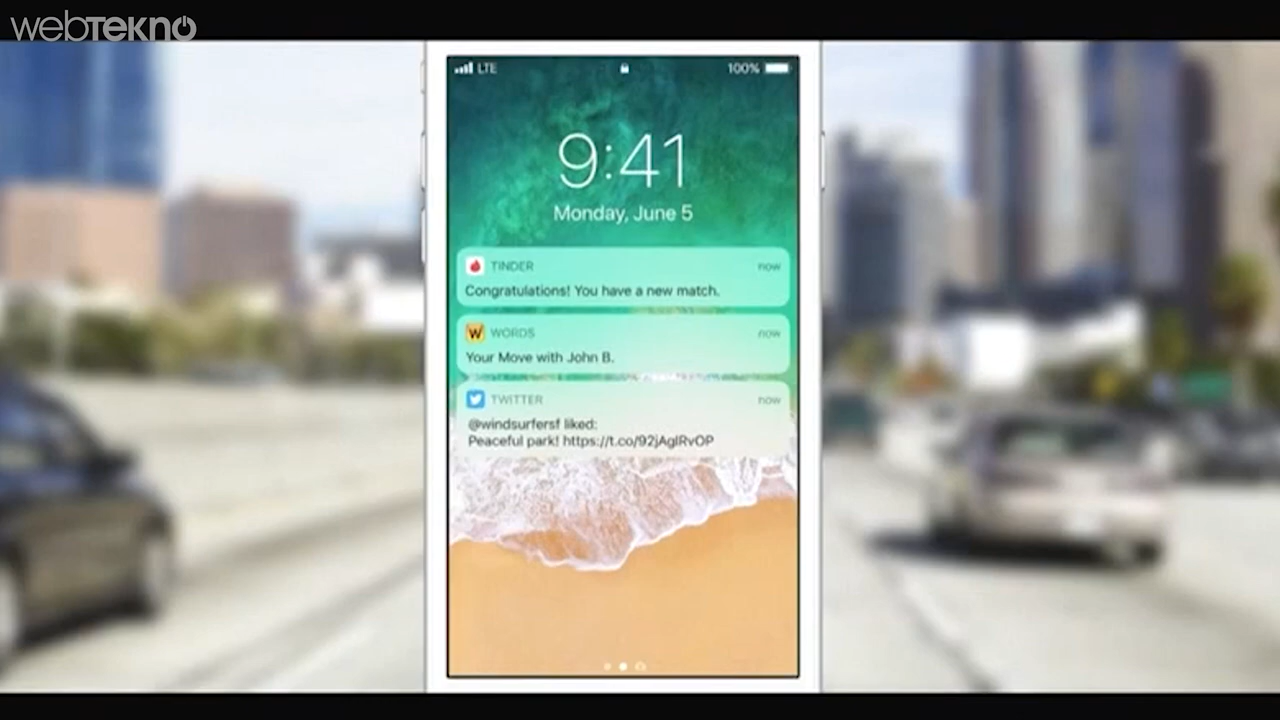 webtekno
LTE
100%
9:41
Monday, June 5
TINDER
now
Congratulations! You have a new match.
W
WORDS
now
Your Move with John B.
TWITTER
now
@windsurfersf liked:
Peaceful park! https://t.co/92jAglRvOP